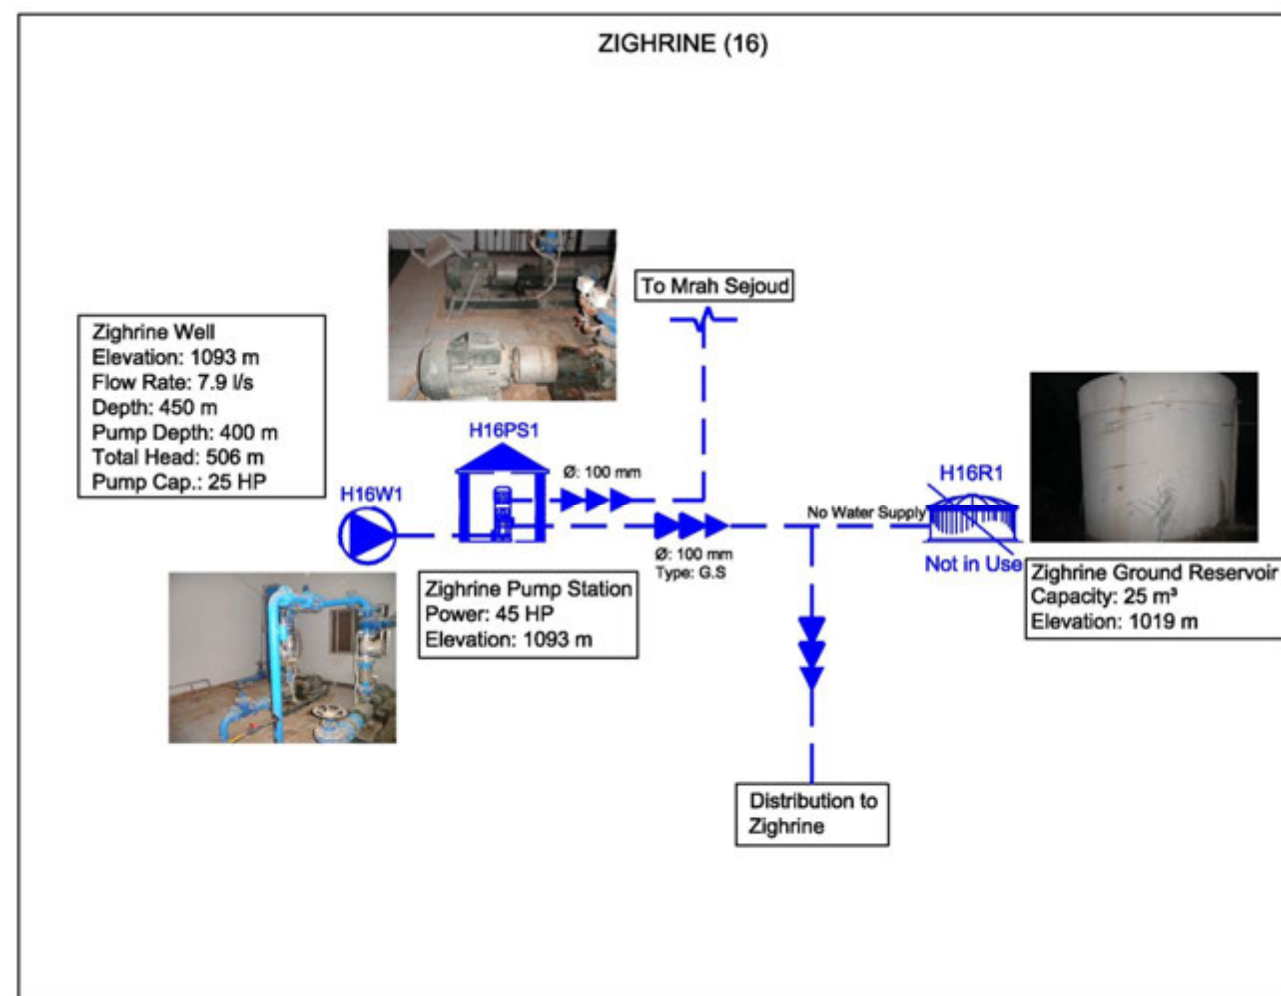 ZIGHRINE (16)
To Mrah Sejoud
Zighrine Well
Elevation: 1093 m
Flow Rate: 7.9 l/s
Depth: 450 m
Pump Depth: 400 m
Total Head: 506 m
Pump Cap.: 25 HP
H16PS1
Ø: 100 mm
H16W1
H16R1
No Water Supply
Ø: 100 mm
Type: G.S
Not in Use
Zighrine Pump Station
Power: 45 HP
Elevation: 1093 m
Zighrine Ground Reservoir
Capacity: 25 m³
Elevation: 1019 m
Distribution to
Zighrine